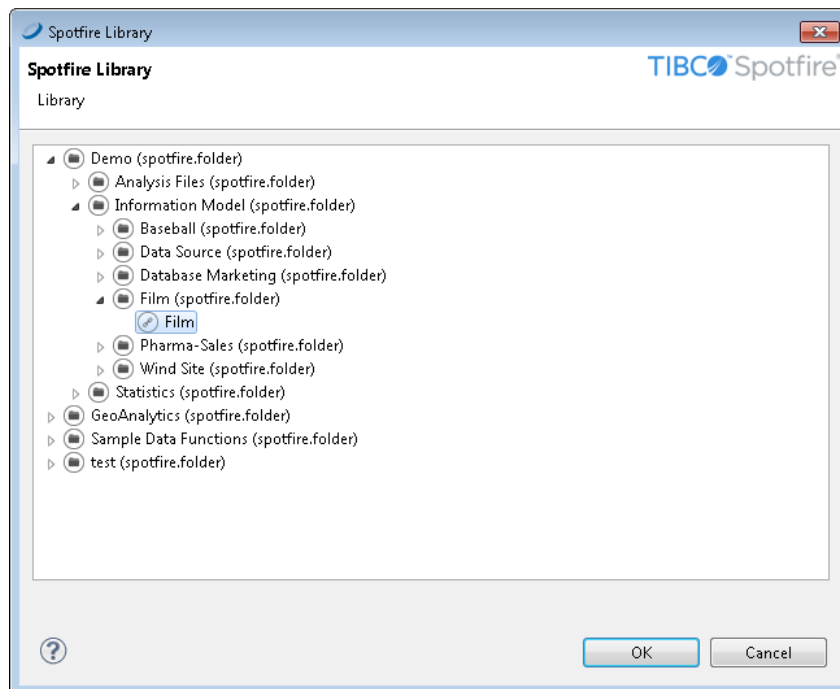 Spotfire Library
Spotfire Library
TIBCO™ Spotfire®
Library
Demo (spotfire.folder)
Analysis Files (spotfire.folder)
Information Model (spotfire.folder)
Baseball (spotfire.folder)
Data Source (spotfire.folder)
Database Marketing (spotfire.folder)
Film (spotfire.folder)
Film
Pharma-Sales (spotfire.folder)
Wind Site (spotfire.folder)
Statistics (spotfire.folder)
GeoAnalytics (spotfire.folder)
Sample Data Functions (spotfire.folder)
test (spotfire.folder)
?
OK
Cancel